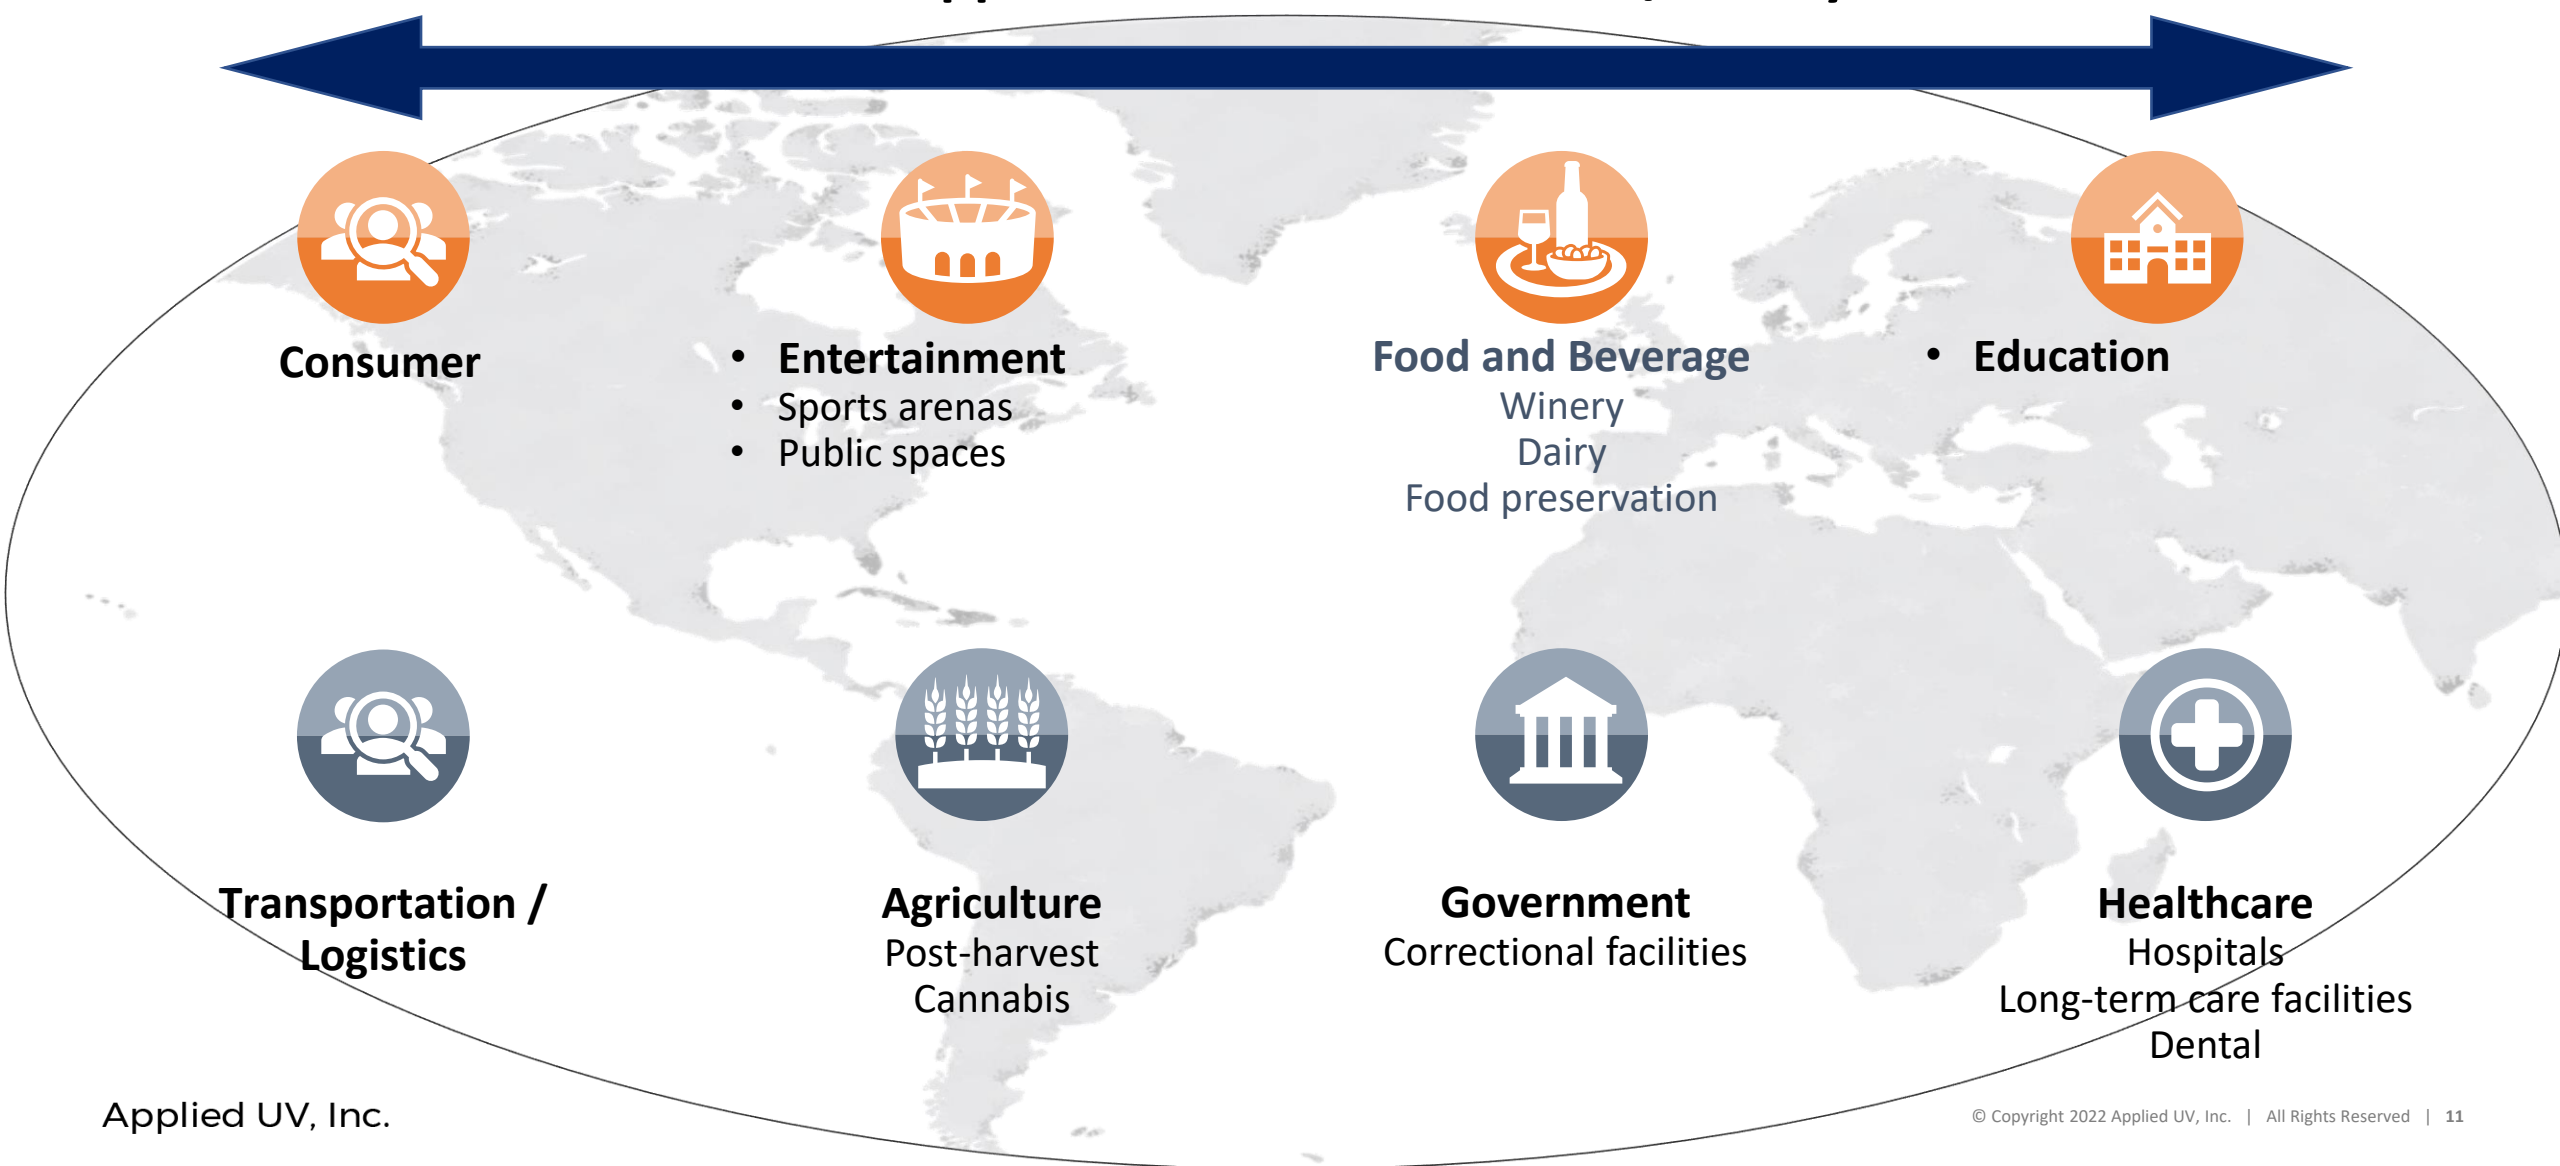 Consumer
• Entertainment
• Sports arenas
• Public spaces
Food and Beverage
Winery
Dairy
Food preservation
• Education
Transportation /
Logistics
Agriculture
Post-harvest
Cannabis
Government
Correctional facilities
Healthcare
Hospitals
Long-term care facilities
Dental
Applied UV, Inc.
© Copyright 2022 Applied UV, Inc. | All Rights Reserved | 11